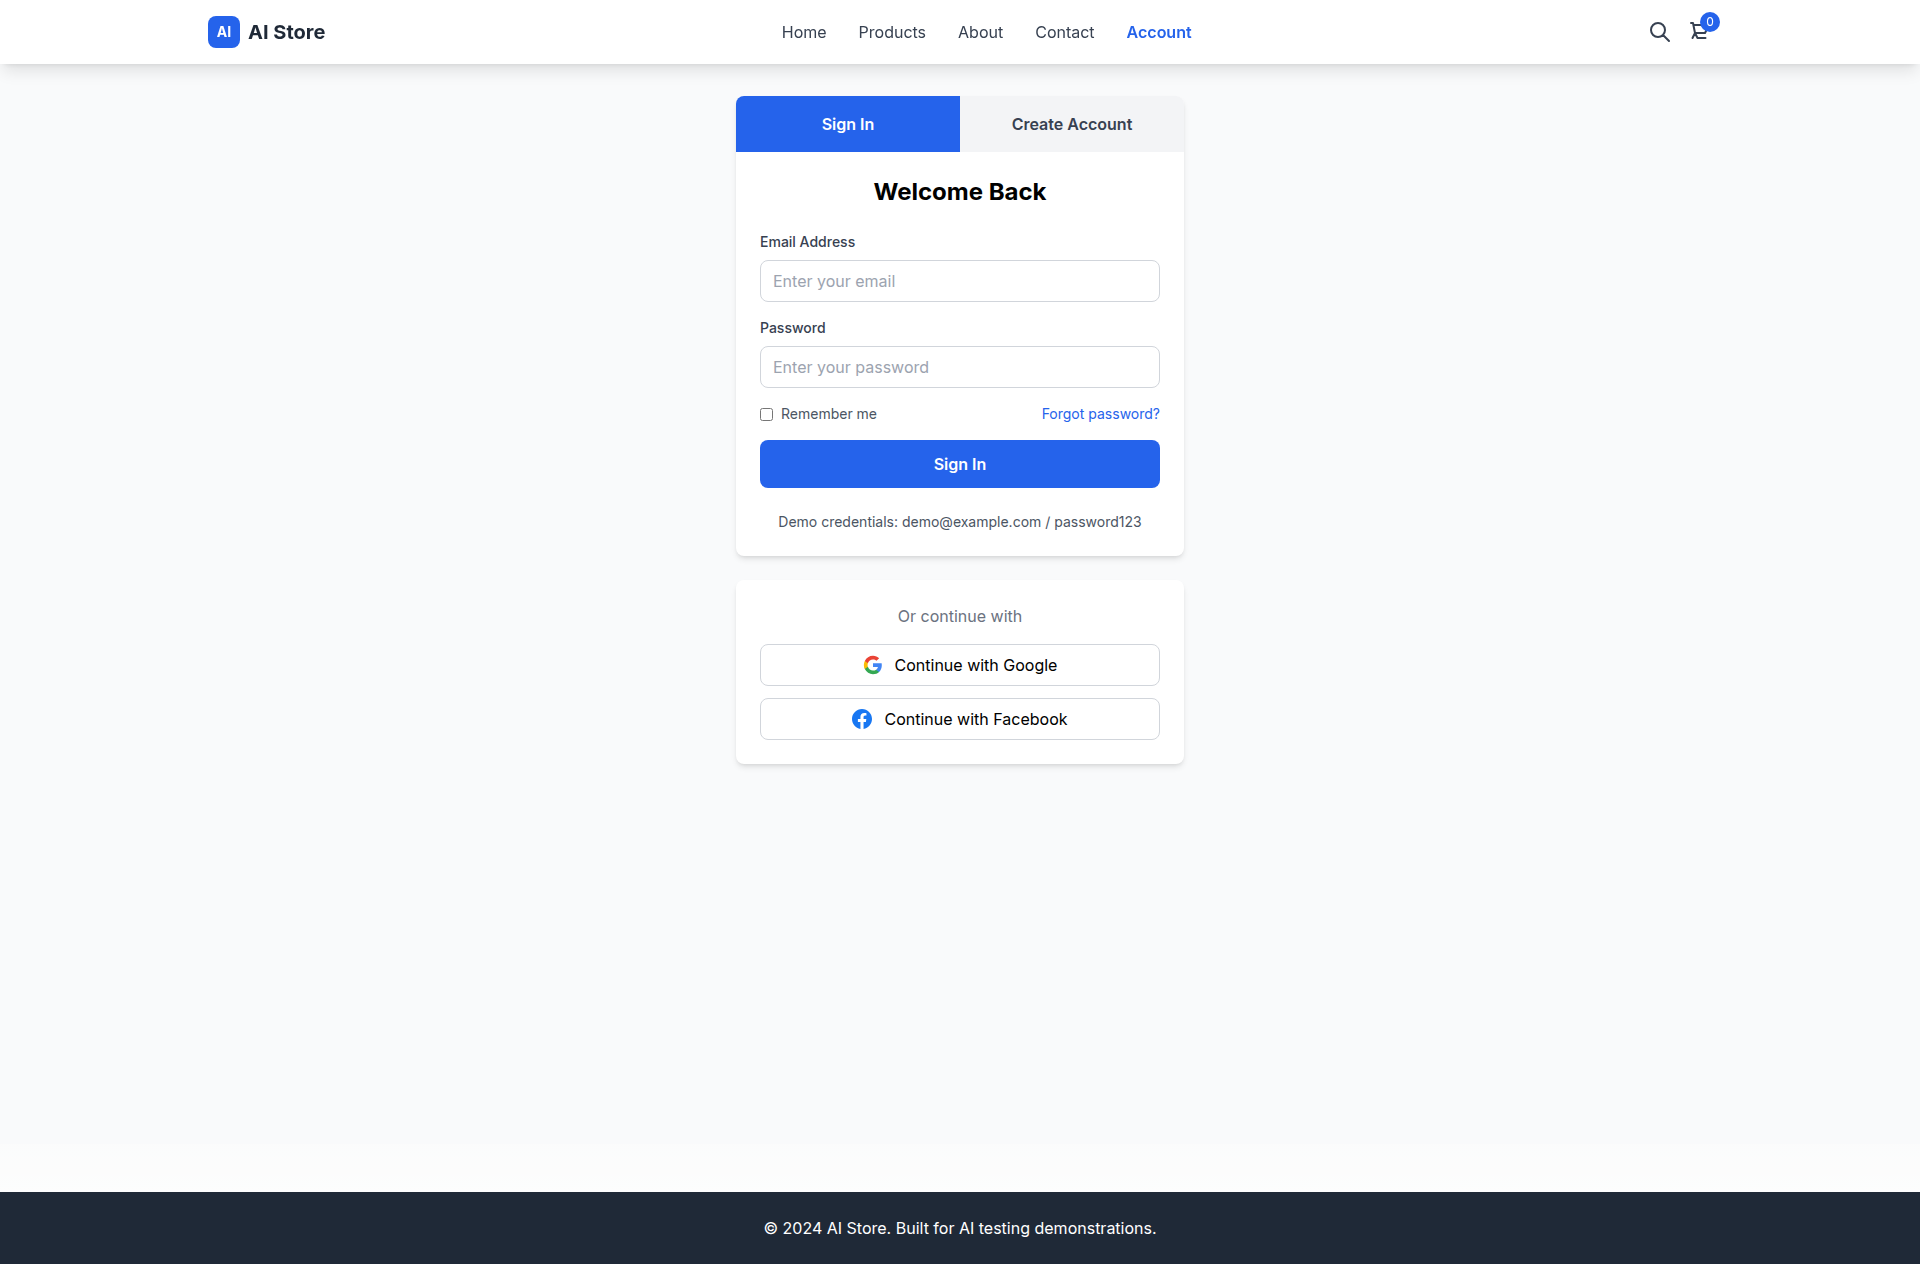 AI AI Store Home Products About Contact Account 0
Sign In Create Account
Welcome Back
Email Address
Enter your email
Password
Enter your password
Remember me Forgot password?
Sign In
Demo credentials: demo@example.com / password123
Or continue with
Continue with Google
Continue with Facebook
© 2024 AI Store. Built for AI testing demonstrations.